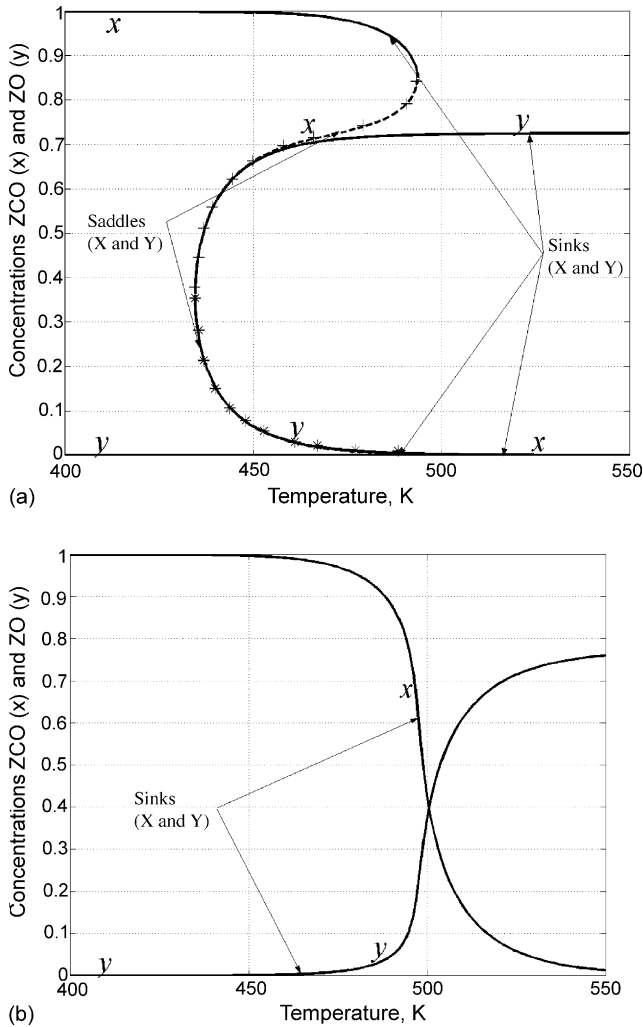 Concentrations ZCO (x) and ZO (y)
1
0.9
0.8
0.7
0.6
0.5
0.4
0.3
0.2
0.1
0
x
x
y
Saddles
(X and Y)
Sinks
(X and Y)
y
y
x
400
450
500
550
(a)
Temperature, K
Concentrations ZCO (x) and ZO (y)
1
0.9
0.8
0.7
0.6
0.5
0.4
0.3
0.2
0.1
0
x
Sinks
(X and Y)
y
y
400
450
500
550
(b)
Temperature, K